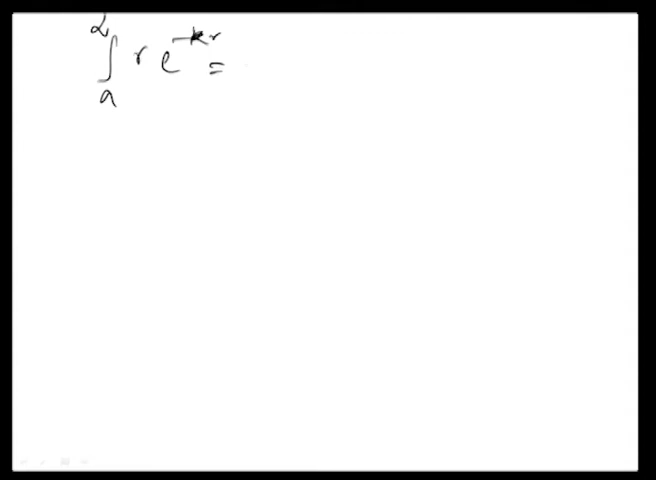 ∫_a^α r e^{-kr} =